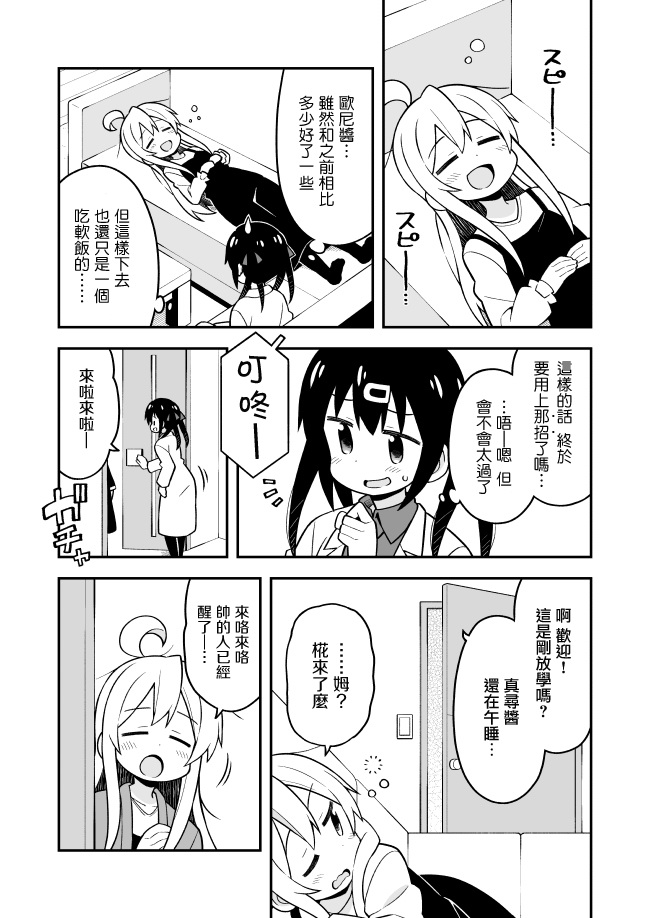 スピー…
スピー…
歐尼醬…
雖然和之前相比
多少好了一些
但這樣下去
也還只是一個
吃軟飯的……
這樣的話 終於
要用上那招了嗎…
…唔—嗯 但
會不會太過了
叮咚—
來啦來啦—
ガチャ
啊 歡迎!
這是剛放學嗎?
真尋醬
還在午睡…
……姆?
椛來了麼
來咯來咯
帥的人已經
醒了—…